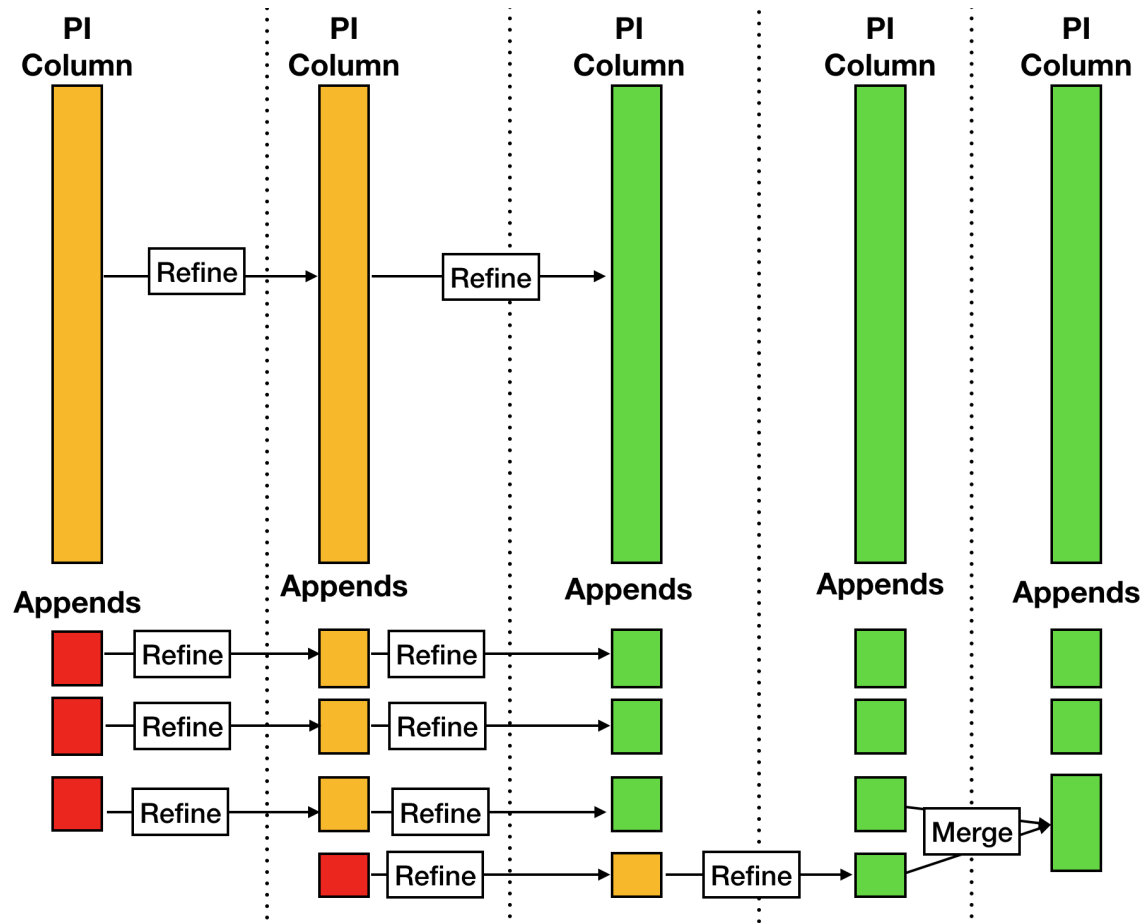 PI
Column
PI
Column
PI
Column
PI
Column
PI
Column
Refine
Refine
Appends
Appends
Appends
Appends
Appends
Refine
Refine
Refine
Refine
Refine
Refine
Merge
Refine
Refine